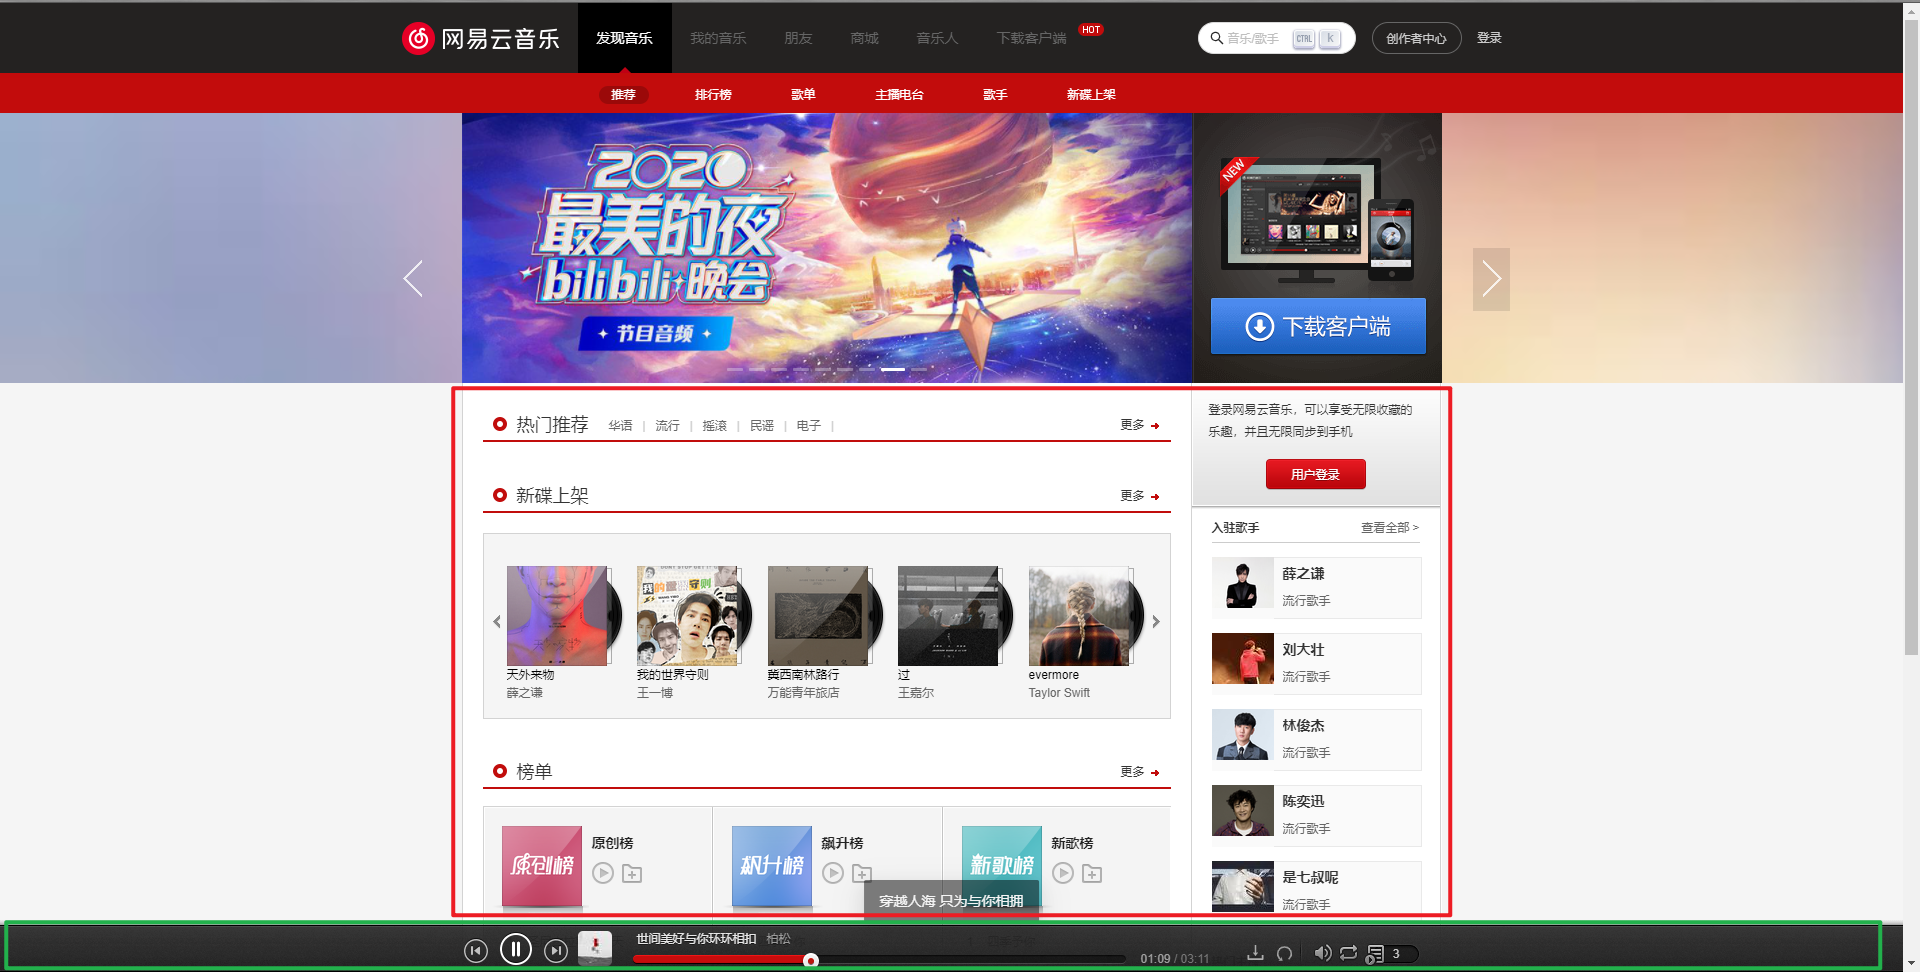 网易云音乐
发现音乐
我的音乐
朋友
商城
音乐人
下载客户端
HOT
音乐/歌手
CTRL
K
创作者中心
登录
推荐
排行榜
歌单
主播电台
歌手
新碟上架
2020
最美的夜
bilibili晚会
节目音频
NEW
下载客户端
热门推荐
华语 | 流行 | 摇滚 | 民谣 | 电子 |
更多
登录网易云音乐，可以享受无限收藏的
乐趣，并且无限同步到手机
用户登录
新碟上架
更多
天外来物
薛之谦
我的世界守则
王一博
冀西南林路行
万能青年旅店
过
王嘉尔
evermore
Taylor Swift
入驻歌手
查看全部 >
薛之谦
流行歌手
刘大壮
流行歌手
林俊杰
流行歌手
陈奕迅
流行歌手
是七叔呢
流行歌手
榜单
更多
原创榜
原创榜
飙升榜
飙升榜
新歌榜
新歌榜
穿越人海 只为与你相拥
世间美好与你环环相扣 柏松
01:09 / 03:11
3